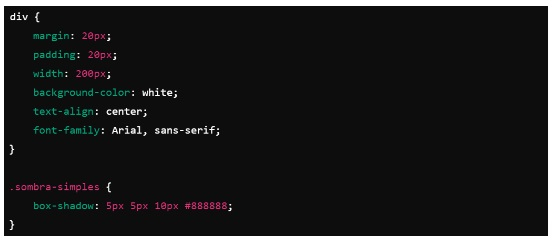 div {
    margin: 20px;
    padding: 20px;
    width: 200px;
    background-color: white;
    text-align: center;
    font-family: Arial, sans-serif;
}

.sombra-simples {
    box-shadow: 5px 5px 10px #888888;
}